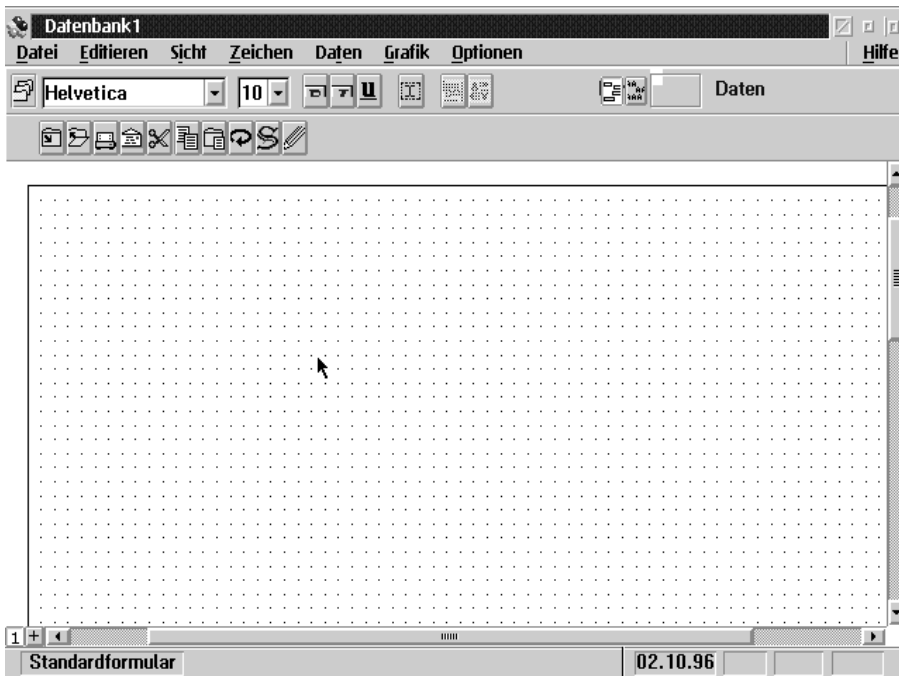 Datenbank1
Datei Editieren Sicht Zeichen Daten Grafik Optionen Hilfe
Helvetica 10 u Daten
1
Standardformular 02.10.96